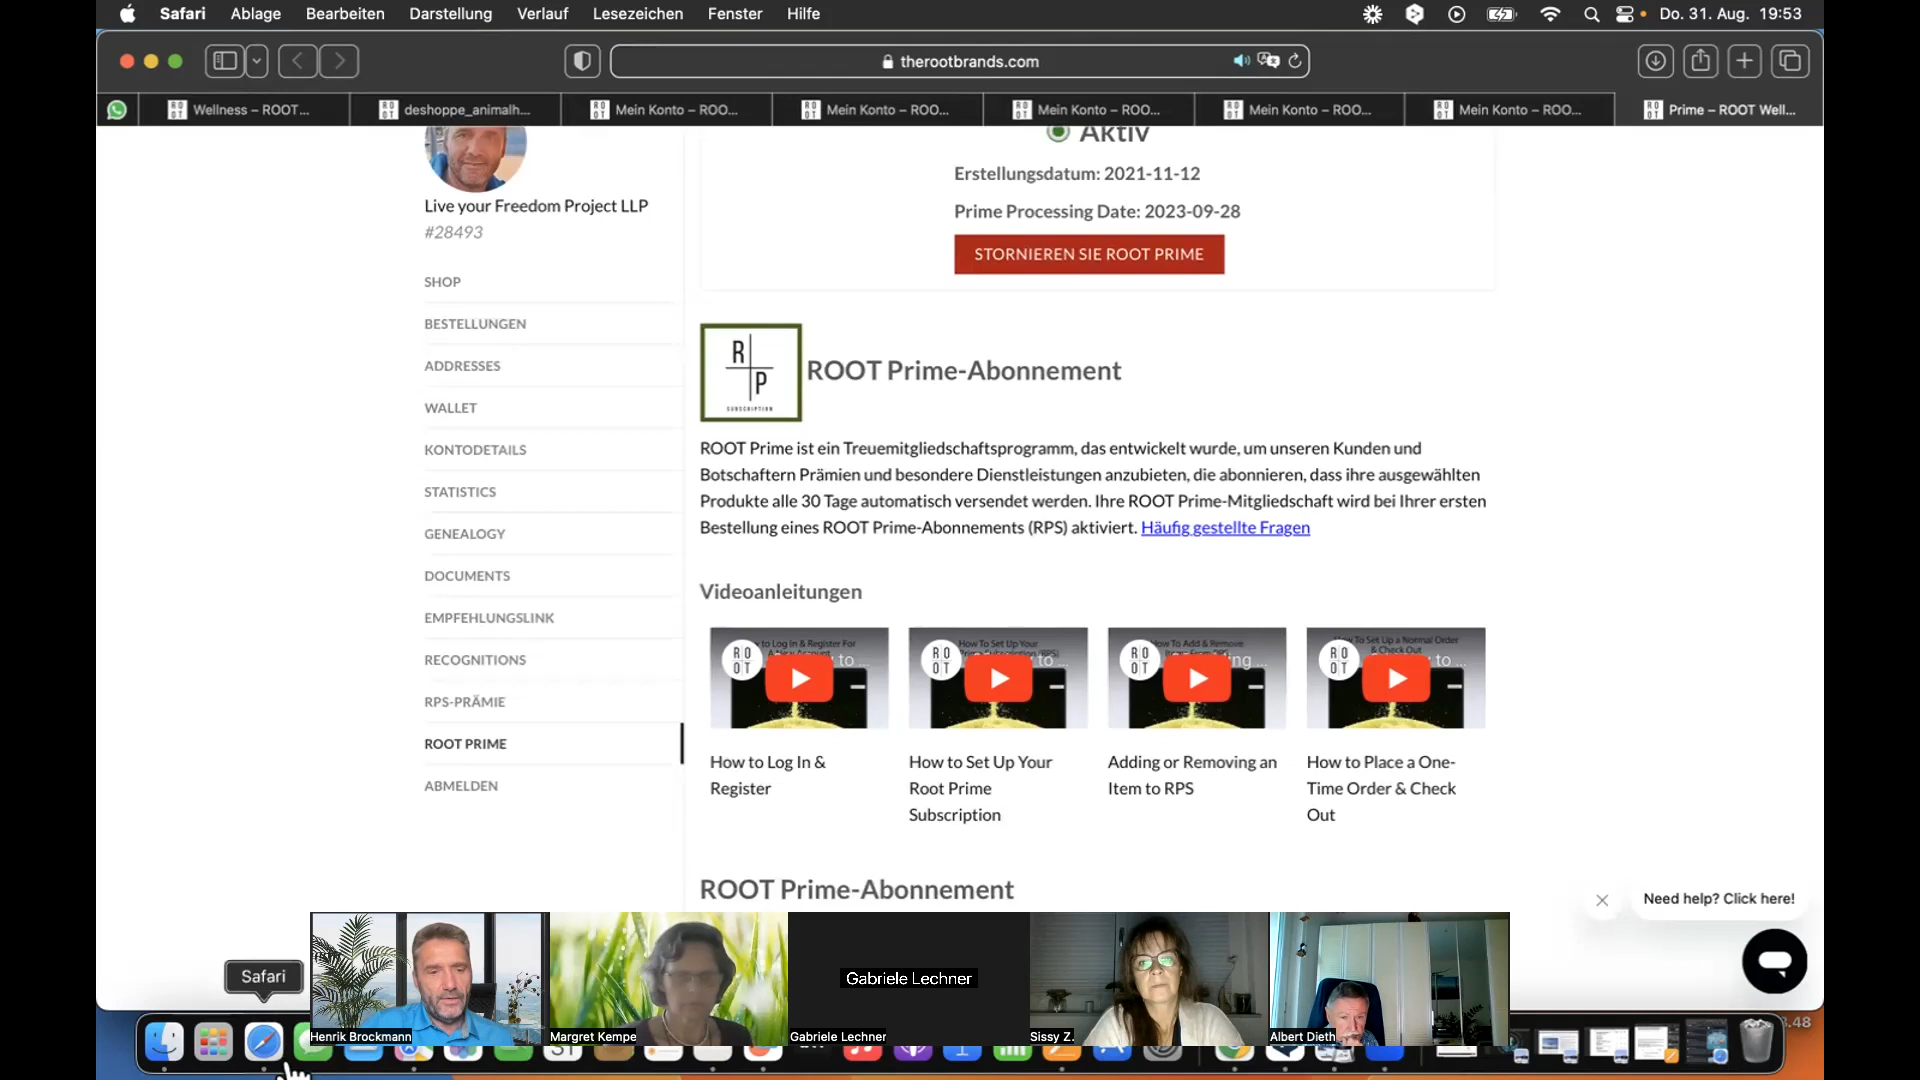 Safari Ablage Bearbeiten Darstellung Verlauf Lesezeichen Fenster Hilfe Do. 31. Aug. 19:53
therootbrands.com
Wellness – ROOT...
deshoppe_animalh...
Mein Konto – ROO...
Mein Konto – ROO...
Mein Konto – ROO...
Mein Konto – ROO...
Mein Konto – ROO...
Prime – ROOT Well...
Live your Freedom Project LLP
#28493
SHOP
BESTELLUNGEN
ADDRESSES
WALLET
KONTODETAILS
STATISTICS
GENEALOGY
DOCUMENTS
EMPFEHLUNGSLINK
RECOGNITIONS
RPS-PRÄMIE
ROOT PRIME
ABMELDEN
Aktiv
Erstellungsdatum: 2021-11-12
Prime Processing Date: 2023-09-28
STORNIEREN SIE ROOT PRIME
R
P
SUBSCRIPTION
ROOT Prime-Abonnement
ROOT Prime ist ein Treuemitgliedschaftsprogramm, das entwickelt wurde, um unseren Kunden und
Botschaftern Prämien und besondere Dienstleistungen anzubieten, die abonnieren, dass ihre ausgewählten
Produkte alle 30 Tage automatisch versendet werden. Ihre ROOT Prime-Mitgliedschaft wird bei Ihrer ersten
Bestellung eines ROOT Prime-Abonnements (RPS) aktiviert. Häufig gestellte Fragen
Videoanleitungen
How to Log In &
Register
How to Set Up Your
Root Prime
Subscription
Adding or Removing an
Item to RPS
How to Place a One-
Time Order & Check
Out
ROOT Prime-Abonnement
Need help? Click here!
Safari
Gabriele Lechner
Henrik Brockmann
Margret Kempe
Gabriele Lechner
Sissy Z.
Albert Dieth